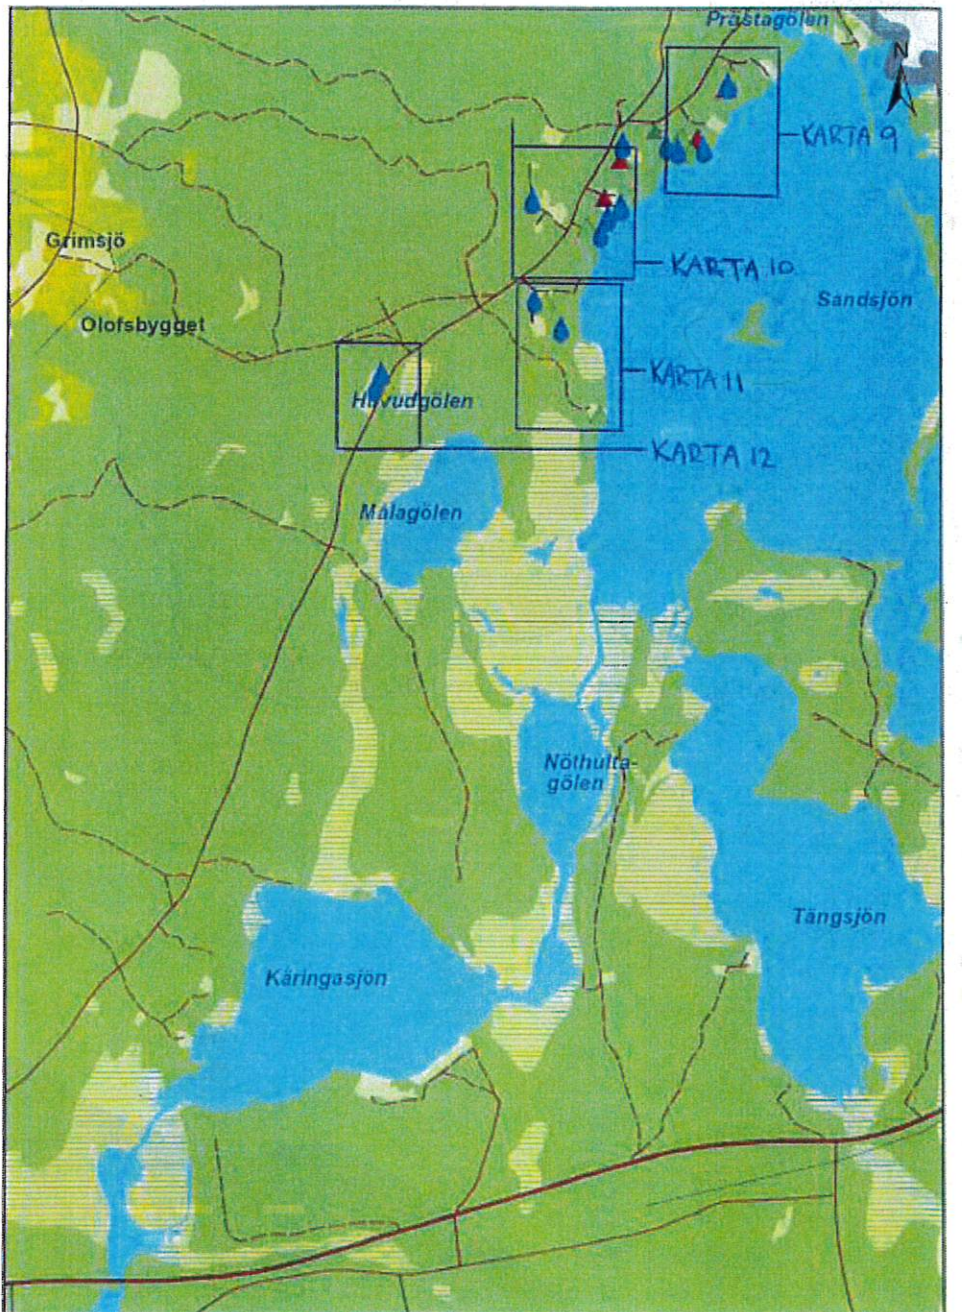 Prästagölen
N
KARTA 9
Grimsjö
KARTA 10
Sandsjön
Olofsbygget
KARTA 11
Huvudgölen
KARTA 12
Målagölen
Nöthulta-
gölen
Tängsjön
Käringasjön